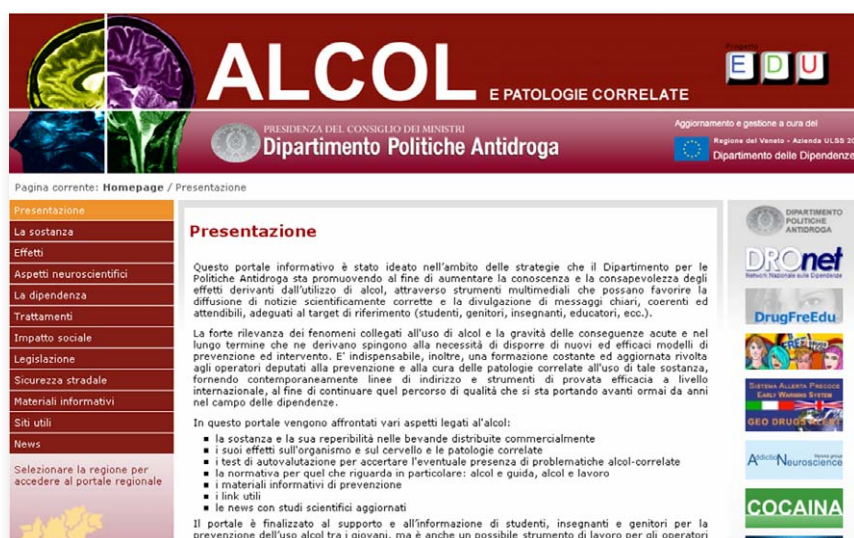 Progetto
EDU
ALCOL
E PATOLOGIE CORRELATE
PRESIDENZA DEL CONSIGLIO DEI MINISTRI
Dipartimento Politiche Antidroga
Aggiornamento e gestione a cura del
Regione del Veneto - Azienda ULSS 20
Dipartimento delle Dipendenze
Pagina corrente: Homepage / Presentazione
Presentazione
La sostanza
Effetti
Aspetti neuroscientifici
La dipendenza
Trattamenti
Impatto sociale
Legislazione
Sicurezza stradale
Materiali informativi
Siti utili
News
Selezionare la regione per
accedere al portale regionale
Presentazione
Questo portale informativo è stato ideato nell'ambito delle strategie che il Dipartimento per le
Politiche Antidroga sta promuovendo al fine di aumentare la conoscenza e la consapevolezza degli
effetti derivanti dall'utilizzo di alcol, attraverso strumenti multimediali che possano favorire la
diffusione di notizie scientificamente corrette e la divulgazione di messaggi chiari, coerenti ed
attendibili, adeguati al target di riferimento (studenti, genitori, insegnanti, educatori, ecc.).
La forte rilevanza dei fenomeni collegati all'uso di alcol e la gravità delle conseguenze acute e nel
lungo termine che ne derivano spingono alla necessità di disporre di nuovi ed efficaci modelli di
prevenzione ed intervento. E' indispensabile, inoltre, una formazione costante ed aggiornata rivolta
agli operatori deputati alla prevenzione e alla cura delle patologie correlate all'uso di tale sostanza,
fornendo contemporaneamente linee di indirizzo e strumenti di provata efficacia a livello
internazionale, al fine di continuare quel percorso di qualità che si sta portando avanti ormai da anni
nel campo delle dipendenze.
In questo portale vengono affrontati vari aspetti legati al'alcol:
la sostanza e la sua reperibilità nelle bevande distribuite commercialmente
i suoi effetti sull'organismo e sul cervello e le patologie correlate
i test di autovalutazione per accertare l'eventuale presenza di problematiche alcol-correlate
la normativa per quel che riguarda in particolare: alcol e guida, alcol e lavoro
i materiali informativi di prevenzione
i link utili
le news con studi scientifici aggiornati
Il portale è finalizzato al supporto e all'informazione di studenti, insegnanti e genitori per la
prevenzione dell'uso alcol tra i giovani, ma è anche un possibile strumento di lavoro per gli operatori
DIPARTIMENTO
POLITICHE
ANTIDROGA
DROnet
Network Nazionale sulle Dipendenze
DrugFreeEdu
SISTEMA ALLERTA PRECOCE
EARLY WARNING SYSTEM
GEO DRUGS ALERT
Addiction Neuroscience
COCAINA